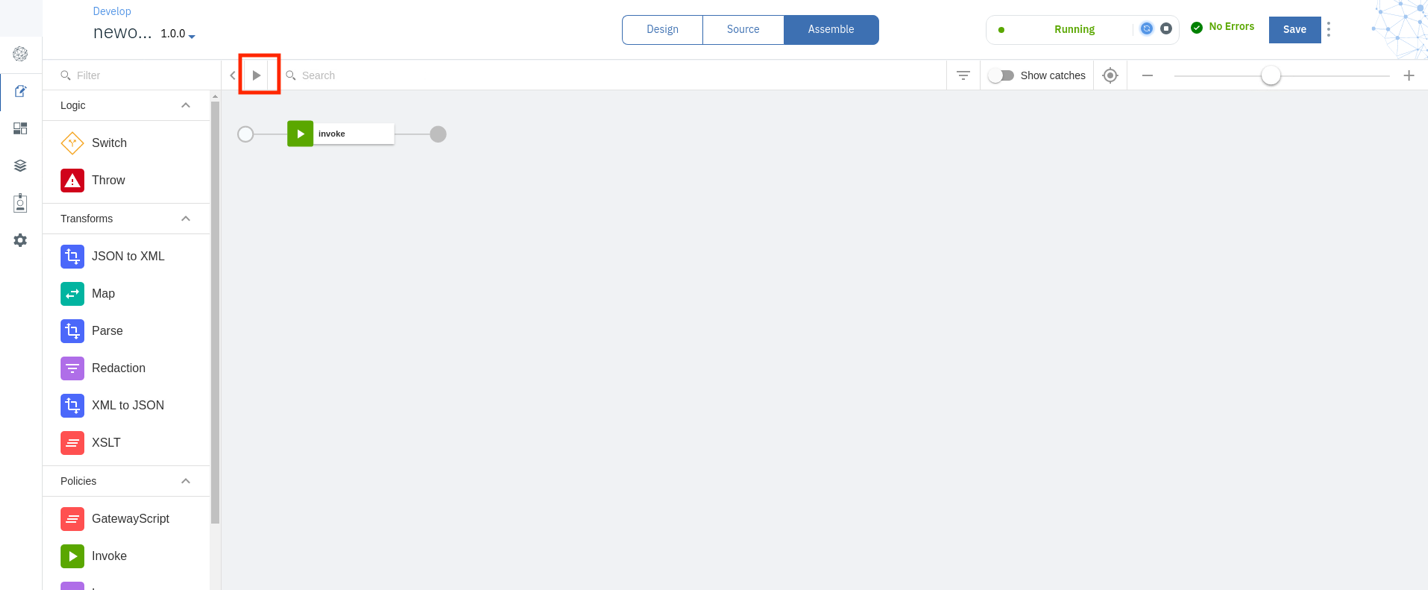 Develop
newo... 1.0.0
Design
Source
Assemble
Running
No Errors
Save
Filter
Search
Show catches
Logic
Switch
Throw
Transforms
JSON to XML
Map
Parse
Redaction
XML to JSON
XSLT
Policies
GatewayScript
Invoke
invoke